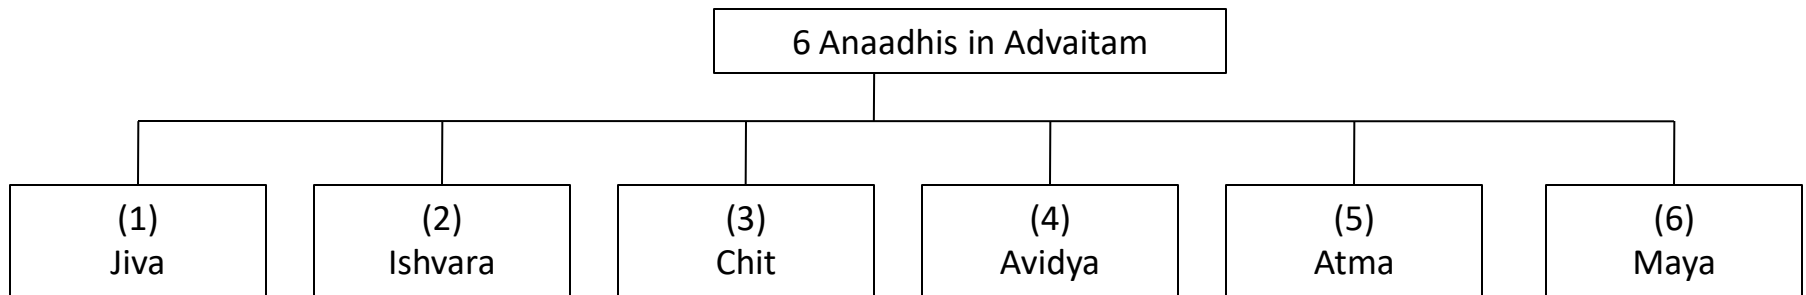 6 Anaadhis in Advaitam
(1)
Jiva
(2)
Ishvara
(3)
Chit
(4)
Avidya
(5)
Atma
(6)
Maya